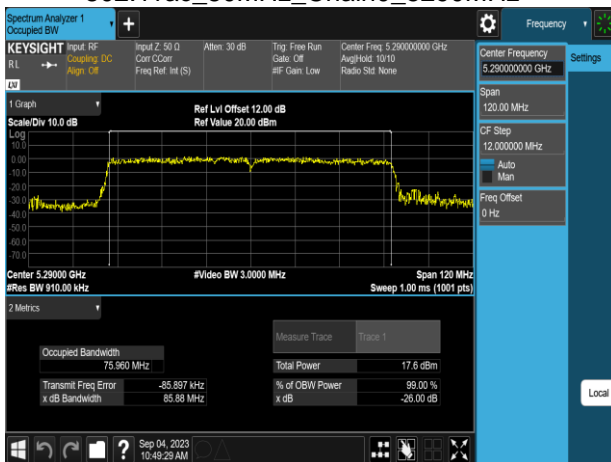 Spectrum Analyzer 1
Occupied BW
Frequency
KEYSIGHT
RL
Input: RF
Coupling: DC
Align: Off
Input Z: 50 Ω
Corr CCorr
Freq Ref: Int (S)
Atten: 30 dB
Trig: Free Run
Gate: Off
#IF Gain: Low
Center Freq: 5.290000000 GHz
Avg|Hold: 10/10
Radio Std: None
Center Frequency
5.290000000 GHz
Settings
Span
120.00 MHz
CF Step
12.000000 MHz
Auto
Man
Freq Offset
0 Hz
Local
1 Graph
Scale/Div 10.0 dB
Ref Lvl Offset 12.00 dB
Ref Value 20.00 dBm
Log
10.0
0.00
-10.0
-20.0
-30.0
-40.0
-50.0
-60.0
-70.0
Center 5.29000 GHz
#Res BW 910.00 kHz
#Video BW 3.0000 MHz
Span 120 MHz
Sweep 1.00 ms (1001 pts)
2 Metrics
Measure Trace
Trace 1
Occupied Bandwidth
75.960 MHz
Total Power
17.6 dBm
Transmit Freq Error
-85.897 kHz
% of OBW Power
99.00 %
x dB Bandwidth
85.88 MHz
x dB
-26.00 dB
Sep 04, 2023
10:49:29 AM